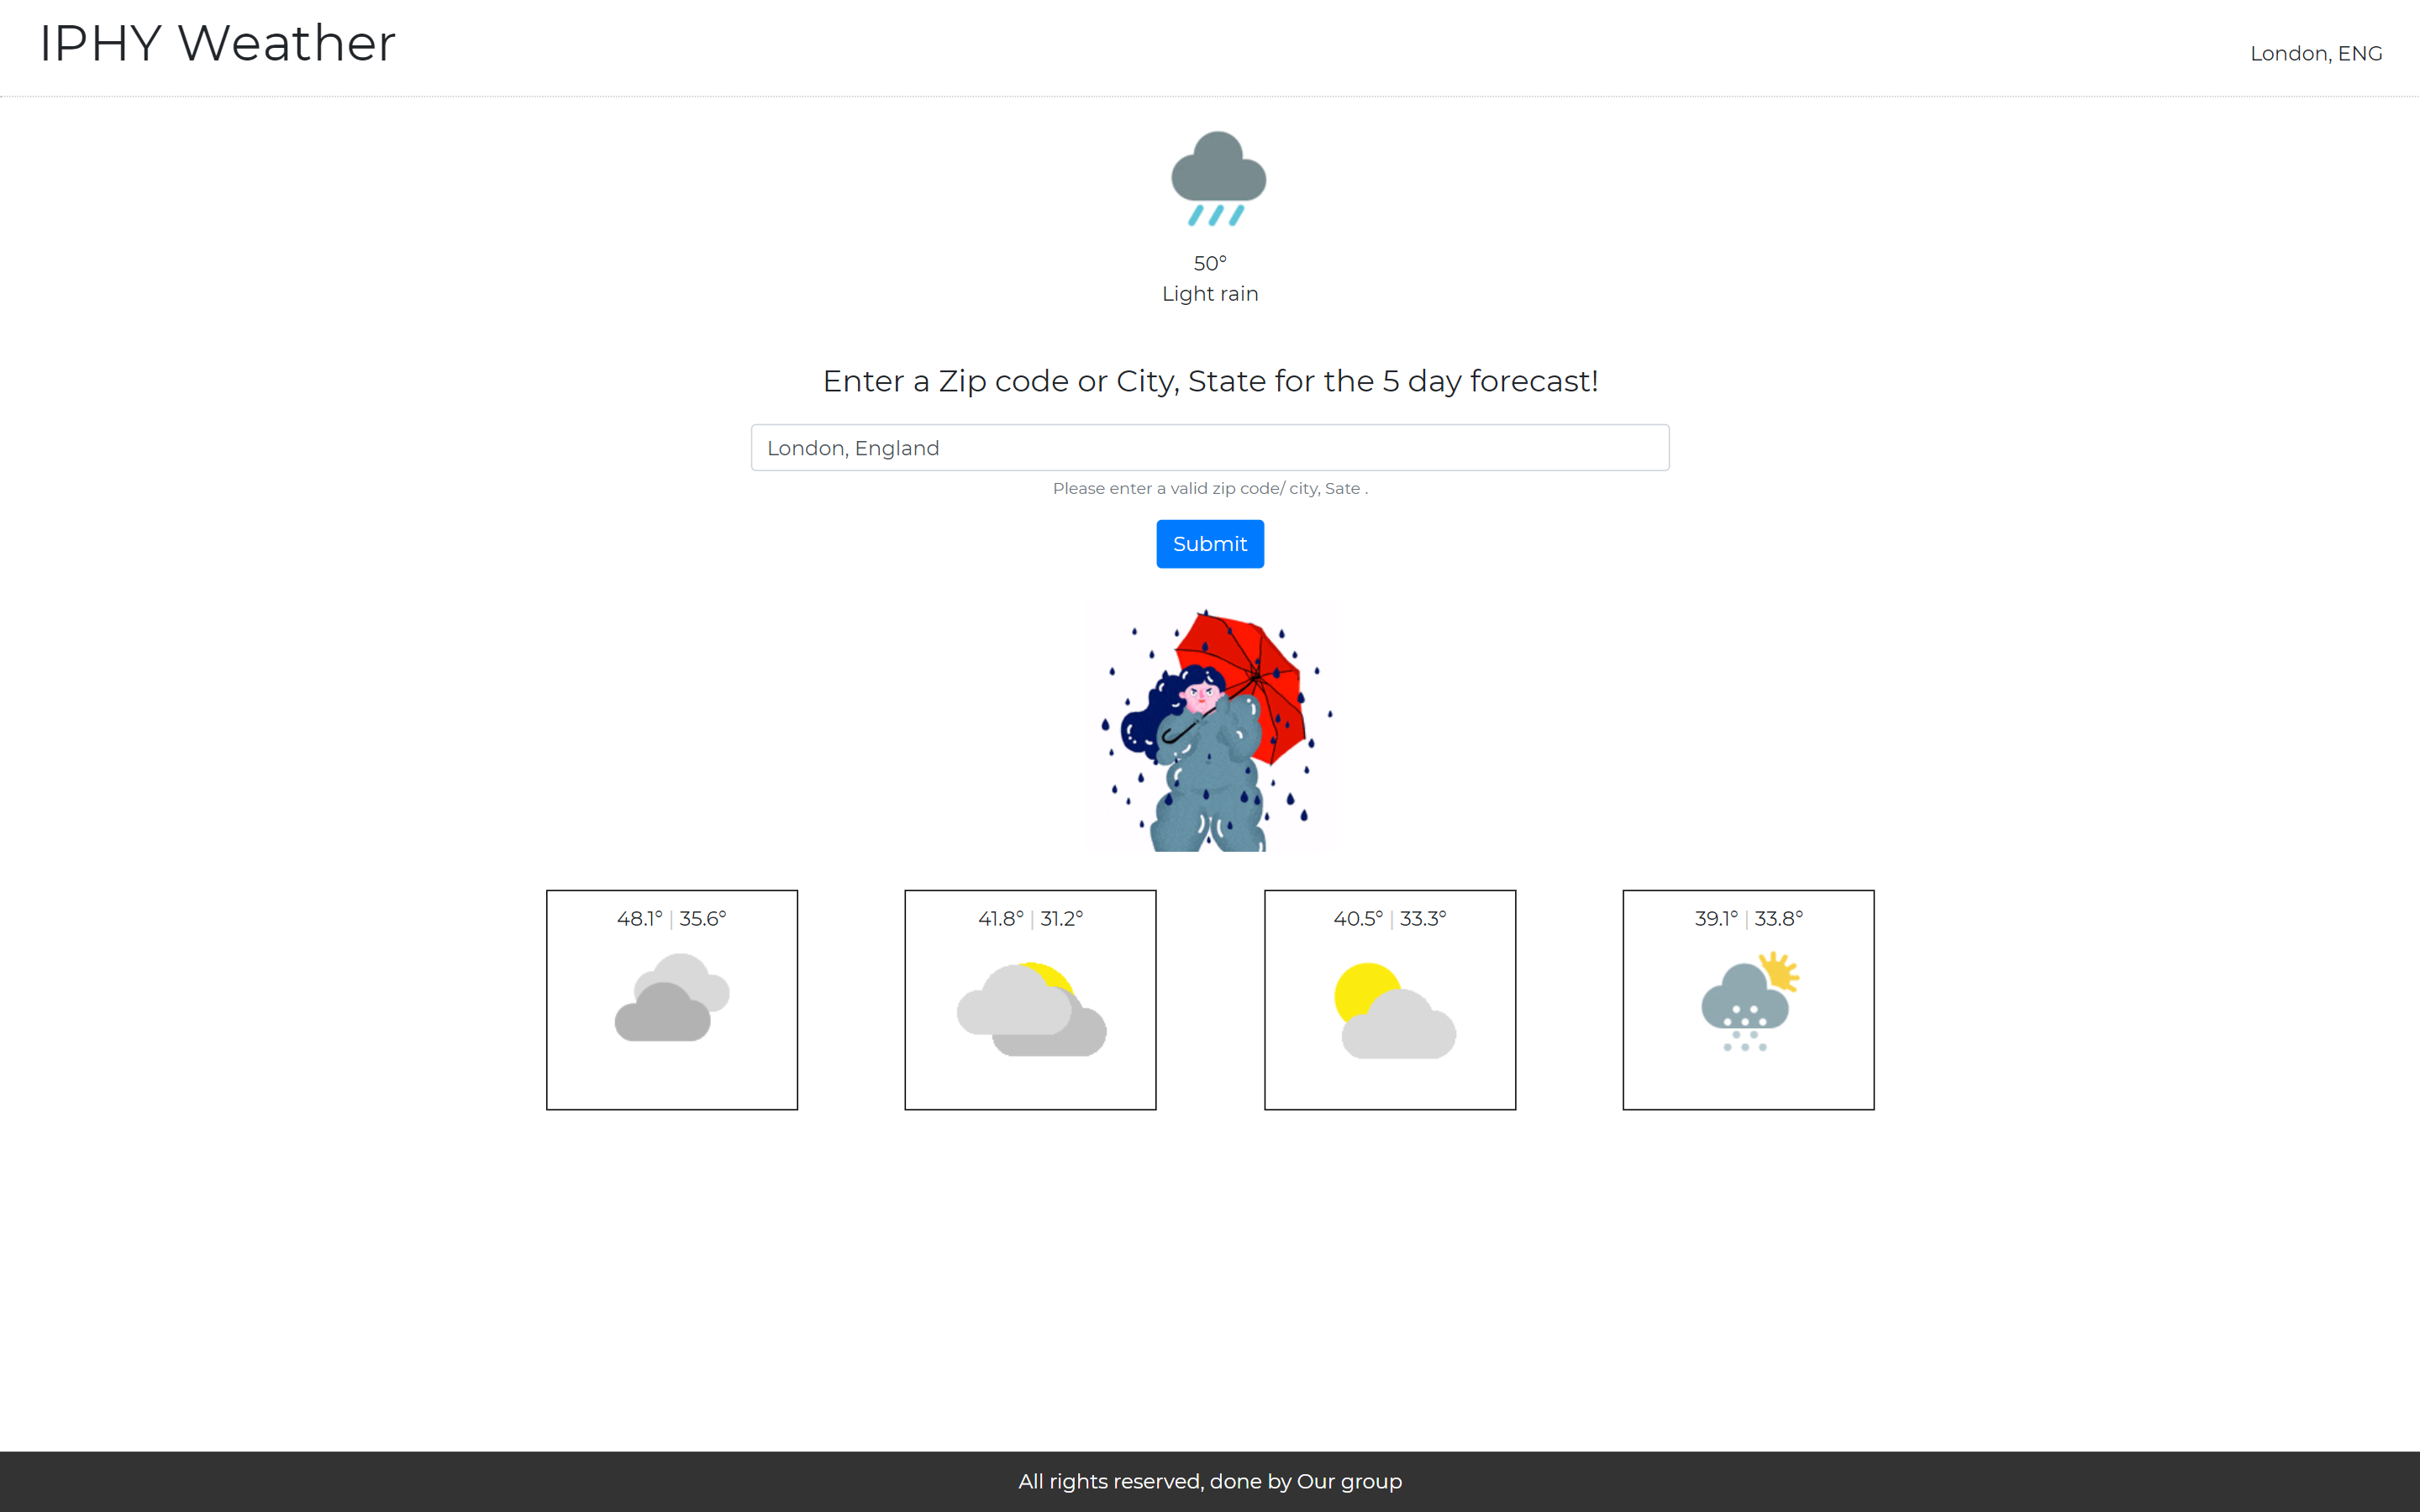 IPHY Weather
London, ENG
50°
Light rain
Enter a Zip code or City, State for the 5 day forecast!
London, England
Please enter a valid zip code/ city, Sate .
Submit
48.1° | 35.6°
41.8° | 31.2°
40.5° | 33.3°
39.1° | 33.8°
All rights reserved, done by Our group